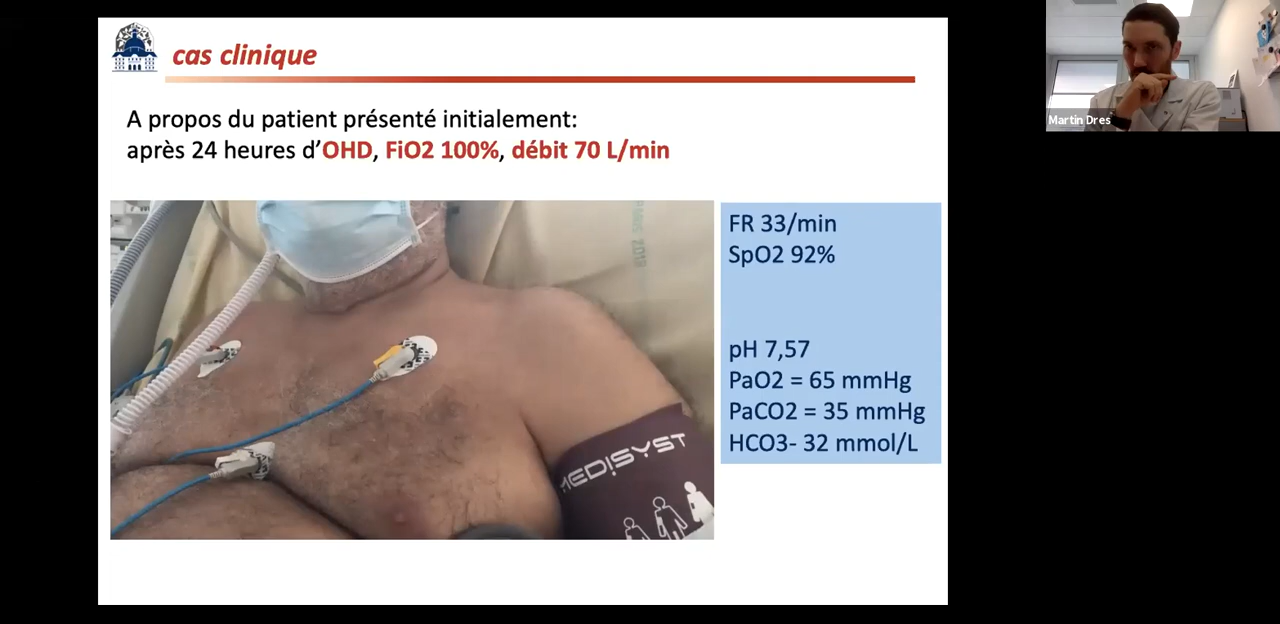 cas clinique
A propos du patient présenté initialement:
après 24 heures d'OHD, FiO2 100%, débit 70 L/min
FR 33/min
SpO2 92%
pH 7,57
PaO2 = 65 mmHg
PaCO2 = 35 mmHg
HCO3- 32 mmol/L
MEDISYST
Martin Dres